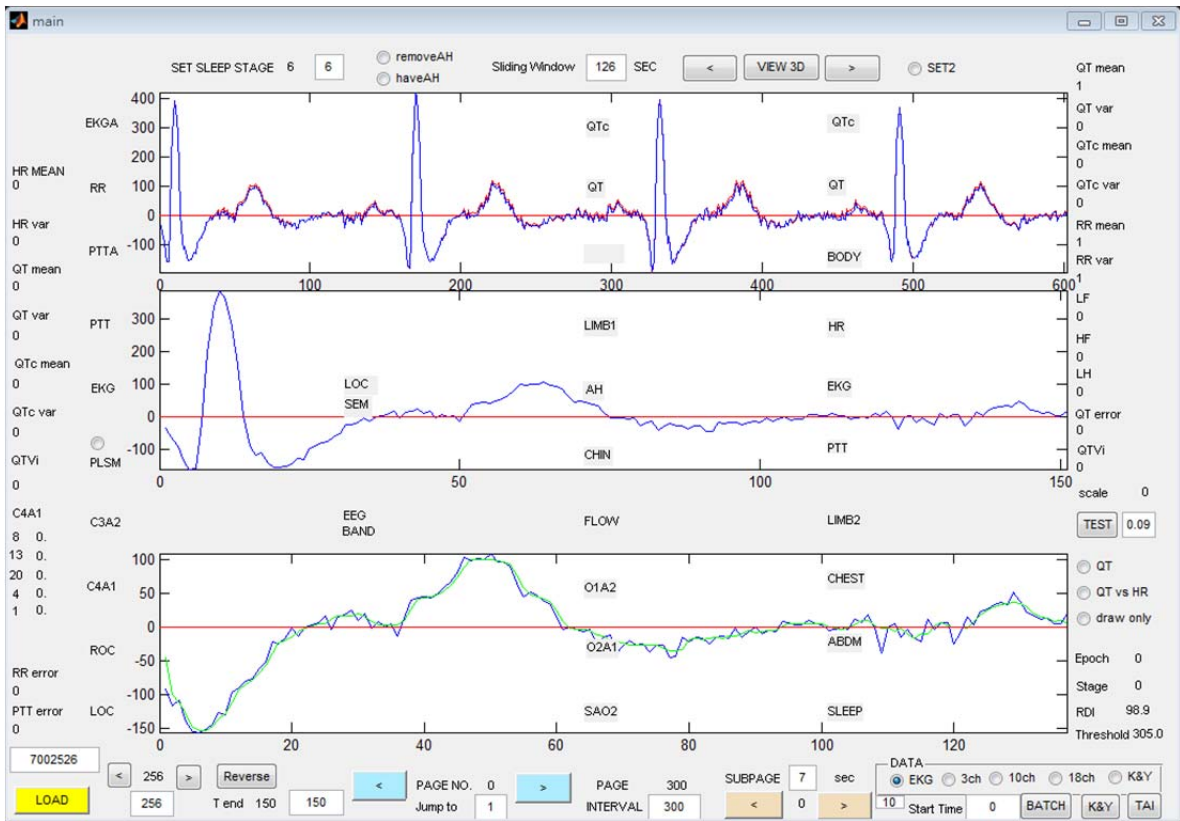 main
SET SLEEP STAGE 6 6 removeAH haveAH Sliding Window 126 SEC < VIEW 3D > SET2
QT mean
1
QT var
0
QTc mean
0
QTc var
0
RR mean
1
RR var
1
LF
0
HF
0
LH
0
QT error
0
QTVi
0
scale 0
TEST 0.09
QT
QT vs HR
draw only
Epoch 0
Stage 0
RDI 98.9
Threshold 305.0
HR MEAN
0
HR var
0
QT mean
0
QT var
0
QTc mean
0
QTc var
0
QTVi
0
C4A1
8 0.
13 0.
20 0.
4 0.
1 0.
RR error
0
PTT error
0
EKGA
RR
PTTA
PTT
EKG
PLSM
C3A2
C4A1
ROC
LOC
400
300
200
100
0
-100
0 100 200 300 400 500 600
QTc QTc
QT QT
BODY
300
200
100
0
-100
0 50 100 150
LIMB1 HR
LOC AH EKG
SEM
CHIN PTT
EEG FLOW LIMB2
BAND
100
50
0
-50
-100
-150
0 20 40 60 80 100 120
O1A2 CHEST
O2A1 ABDM
SAO2 SLEEP
7002526
LOAD
< 256 >
256
Reverse
T end 150 150
< PAGE NO. 0 >
Jump to 1
PAGE 300
INTERVAL 300
SUBPAGE 7 sec
< 0 >
DATA
EKG 3ch 10ch 18ch K&Y
10 Start Time 0 BATCH K&Y TAI